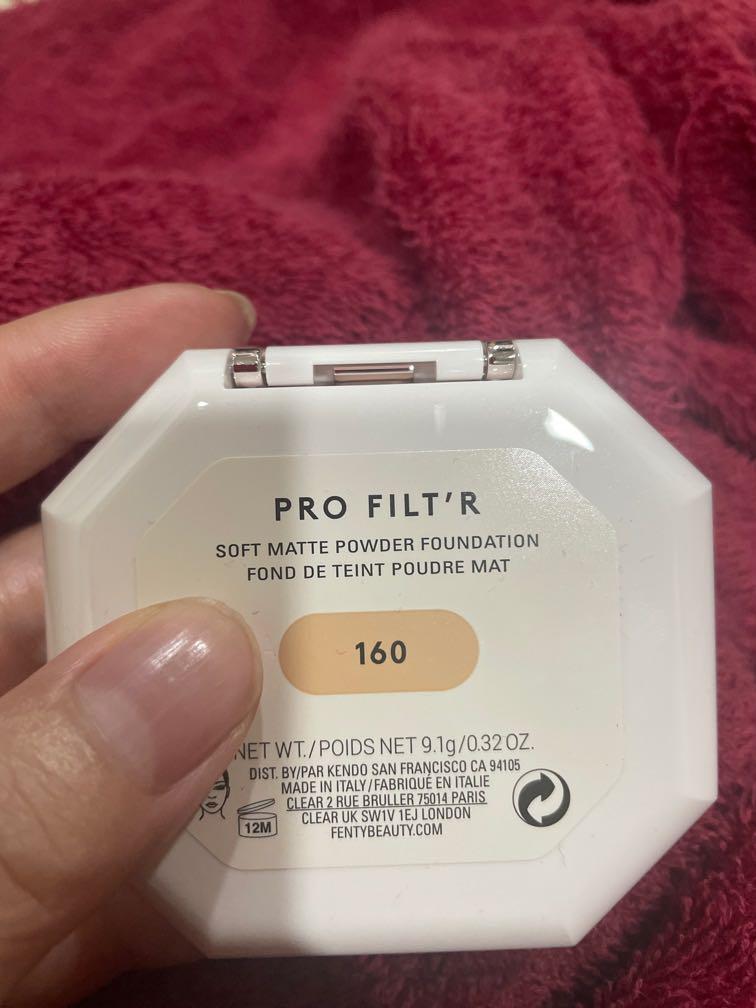 PRO FILT'R
SOFT MATTE POWDER FOUNDATION
FOND DE TEINT POUDRE MAT
160
NET WT./POIDS NET 9.1g/0.32 OZ.
DIST. BY/PAR KENDO SAN FRANCISCO CA 94105
MADE IN ITALY/FABRIQUÉ EN ITALIE
CLEAR 2 RUE BRULLER 75014 PARIS
CLEAR UK SW1V 1EJ LONDON
12M
FENTYBEAUTY.COM